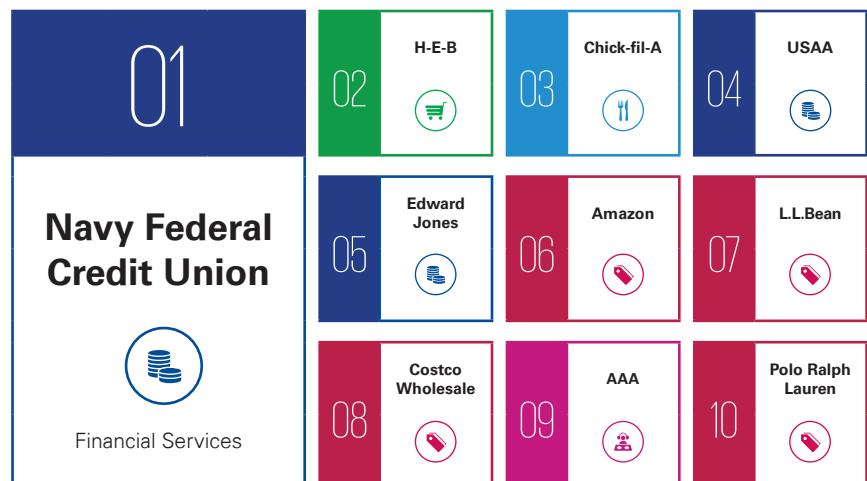 01
Navy Federal
Credit Union
Financial Services
02
H-E-B
03
Chick-fil-A
04
USAA
05
Edward
Jones
06
Amazon
07
L.L.Bean
08
Costco
Wholesale
09
AAA
10
Polo Ralph
Lauren